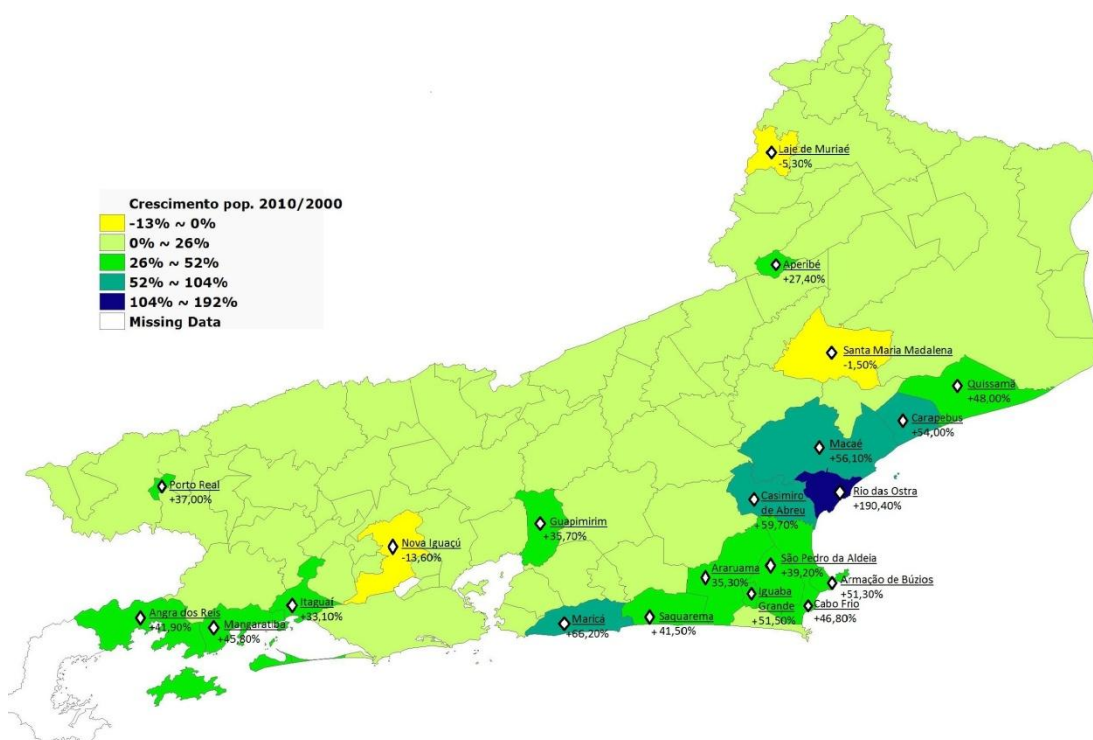 Crescimento pop. 2010/2000
-13% ~ 0%
0% ~ 26%
26% ~ 52%
52% ~ 104%
104% ~ 192%
Missing Data
Laje de Muriaé
-5,30%
Aperibé
+27,40%
Santa Maria Madalena
-1,50%
Quissamã
+48,00%
Carapebus
+54,00%
Macaé
+56,10%
Rio das Ostra
+190,40%
Casimiro
de Abreu
+59,70%
Porto Real
+37,00%
Guapimirim
+35,70%
Nova Iguaçú
-13,60%
São Pedro da Aldeia
+39,20%
Araruama
35,30%
Armação de Búzios
+51,30%
Iguaba
Grande
+51,50%
Cabo Frio
+46,80%
Itaguaí
+33,10%
Angra dos Reis
+41,90%
Mangaratiba
+45,80%
Maricá
+66,20%
Saquarema
+ 41,50%